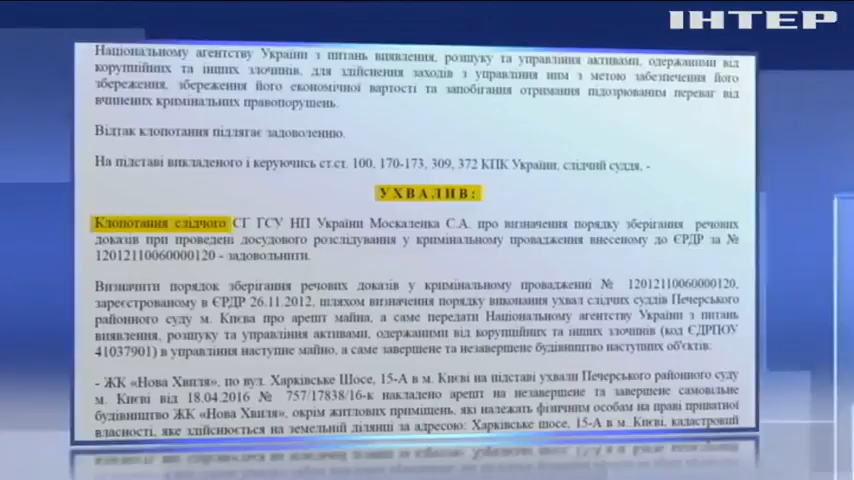 ІНТЕР
Національному агентству України з питань виявлення, розшуку та управління активами, одержаними від
корупційних та інших злочинів, для здійснення заходів з управління ним з метою забезпечення його
збереження, збереження його економічної вартості та запобігання отримання підозрюваним переваг від
вчинених кримінальних правопорушень.
Відтак клопотання підлягає задоволенню.
На підставі викладеного і керуючись ст.ст. 100, 170-173, 309, 372 КПК України, слідчий суддя, -
УХВАЛИВ:
Клопотання слідчого СГ ГСУ НП України Москаленка С.А. про визначення порядку зберігання речових
доказів при проведені досудового розслідування у кримінальному провадження внесеному до ЄРДР за №
12012110060000120 - задовольнити.
Визначити порядок зберігання речових доказів у кримінальному провадженні № 12012110060000120,
зареєстрованому в ЄРДР 26.11.2012, шляхом визначення порядку виконання ухвал слідчих суддів Печерського
районного суду м. Києва про арешт майна, а саме передати Національному агентству України з питань
виявлення, розшуку та управління активами, одержаними від корупційних та інших злочинів (код ЄДРПОУ
41037901) в управління наступне майно, а саме завершене та незавершене будівництво наступних об'єктів:
- ЖК «Нова Хвиля», по вул. Харківське Шосе, 15-А в м. Києві на підставі ухвали Печерського районного суду
м. Києва від 18.04.2016 № 757/17838/16-к накладено арешт на незавершене та завершене самовільне
будівництво ЖК «Нова Хвиля», окрім житлових приміщень, які належать фізичним особам на праві приватної
власності, яке здійснюється на земельній ділянці за адресою: Харківське шосе, 15-А в м. Києві, кадастровий